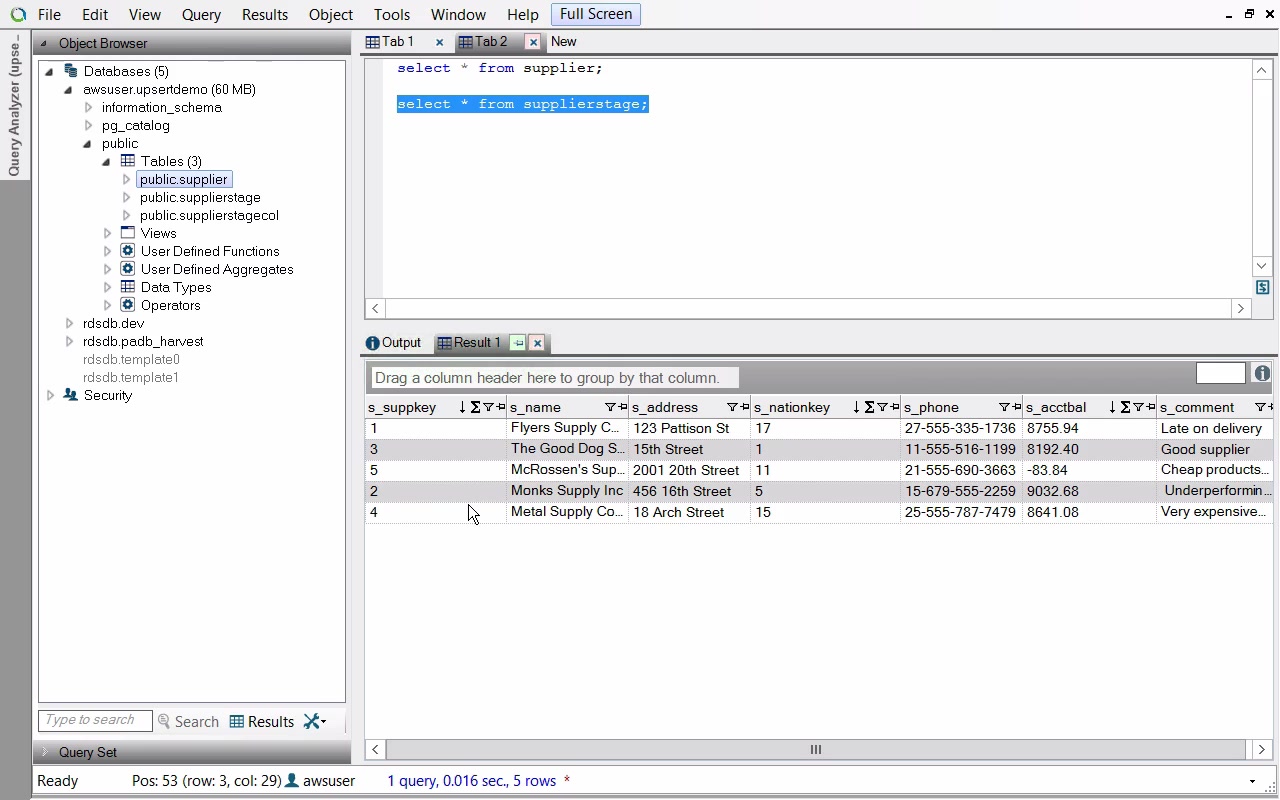 File Edit View Query Results Object Tools Window Help Full Screen
Query Analyzer (upse...
Object Browser
Databases (5)
awsuser.upsertdemo (60 MB)
information_schema
pg_catalog
public
Tables (3)
public.supplier
public.supplierstage
public.supplierstagecol
Views
User Defined Functions
User Defined Aggregates
Data Types
Operators
rdsdb.dev
rdsdb.padb_harvest
rdsdb.template0
rdsdb.template1
Security
Type to search Search Results
Query Set
Tab 1 Tab 2 New
select * from supplier;
select * from supplierstage;
Output Result 1
Drag a column header here to group by that column.
s_suppkey s_name s_address s_nationkey s_phone s_acctbal s_comment
1 Flyers Supply C... 123 Pattison St 17 27-555-335-1736 8755.94 Late on delivery
3 The Good Dog S... 15th Street 1 11-555-516-1199 8192.40 Good supplier
5 McRossen's Sup... 2001 20th Street 11 21-555-690-3663 -83.84 Cheap products...
2 Monks Supply Inc 456 16th Street 5 15-679-555-2259 9032.68 Underperformin...
4 Metal Supply Co... 18 Arch Street 15 25-555-787-7479 8641.08 Very expensive...
Ready Pos: 53 (row: 3, col: 29) awsuser 1 query, 0.016 sec., 5 rows *